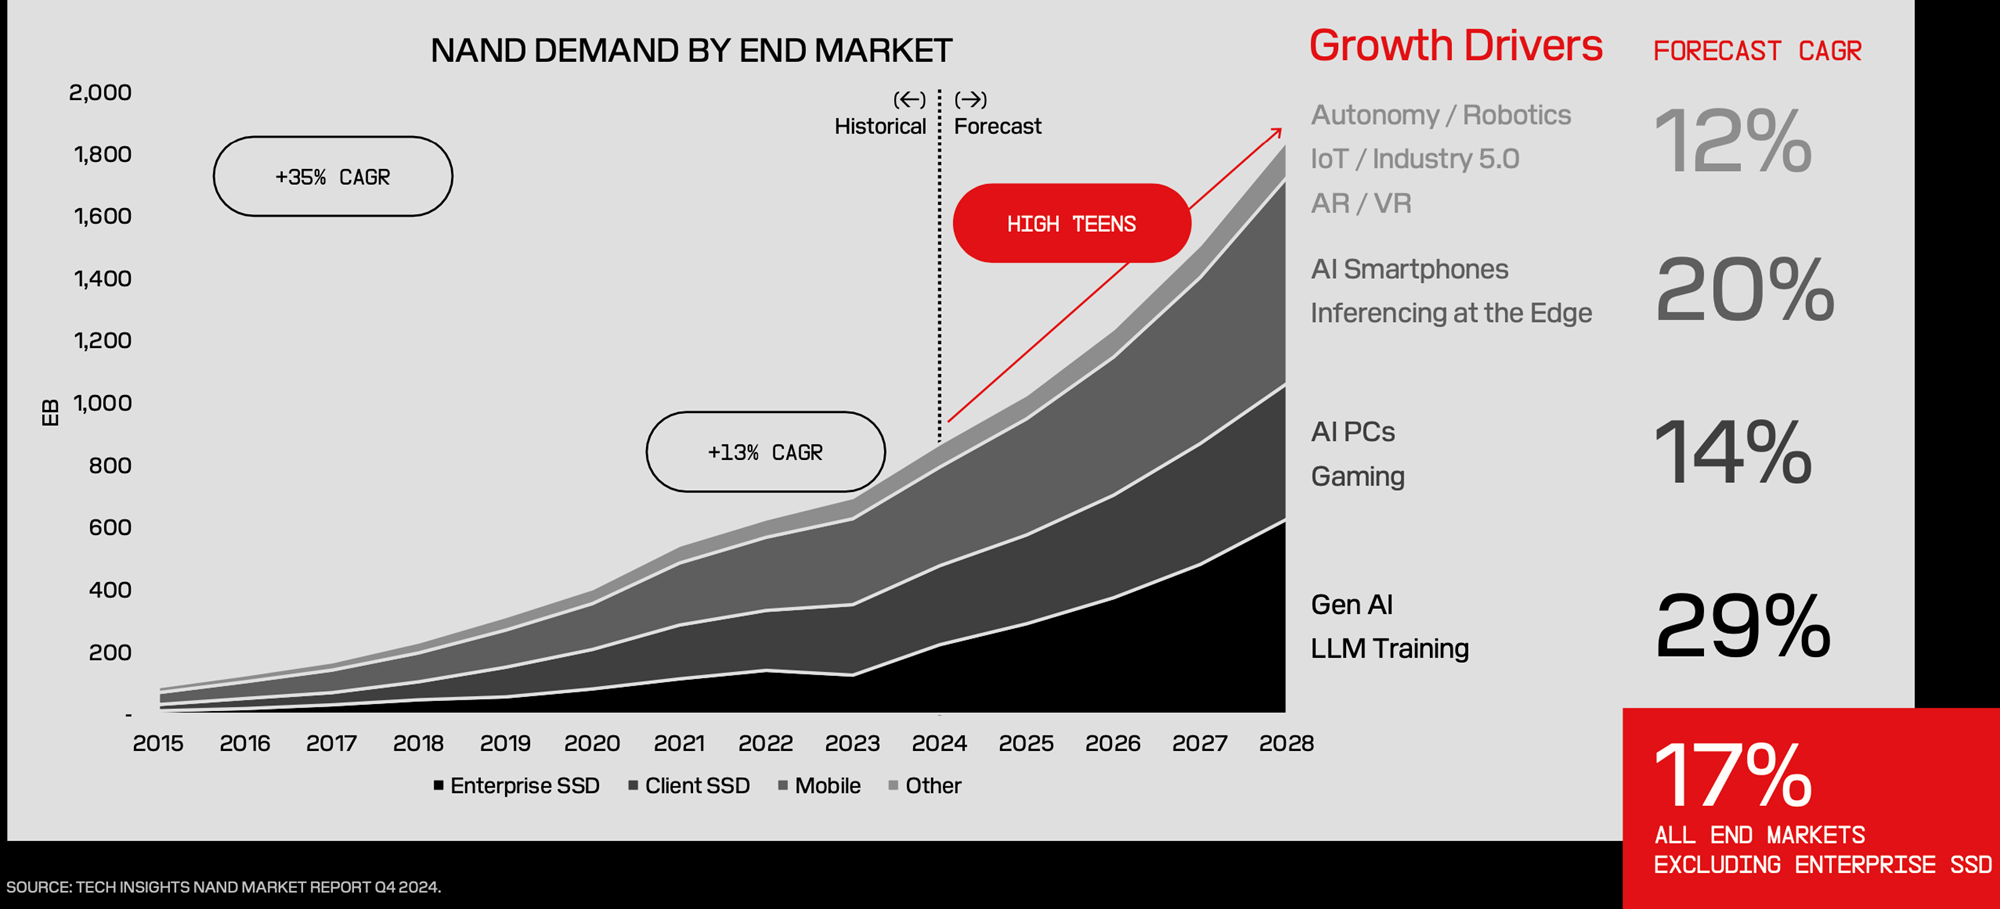 NAND DEMAND BY END MARKET
EB
2,000
1,800
1,600
1,400
1,200
1,000
800
600
400
200
-
+35% CAGR
+13% CAGR
(←)
Historical
(→)
Forecast
HIGH TEENS
2015 2016 2017 2018 2019 2020 2021 2022 2023 2024 2025 2026 2027 2028
Enterprise SSD Client SSD Mobile Other
Growth Drivers FORECAST CAGR
Autonomy / Robotics
IoT / Industry 5.0
AR / VR
12%
AI Smartphones
Inferencing at the Edge
20%
AI PCs
Gaming
14%
Gen AI
LLM Training
29%
17%
ALL END MARKETS
EXCLUDING ENTERPRISE SSD
SOURCE: TECH INSIGHTS NAND MARKET REPORT Q4 2024.